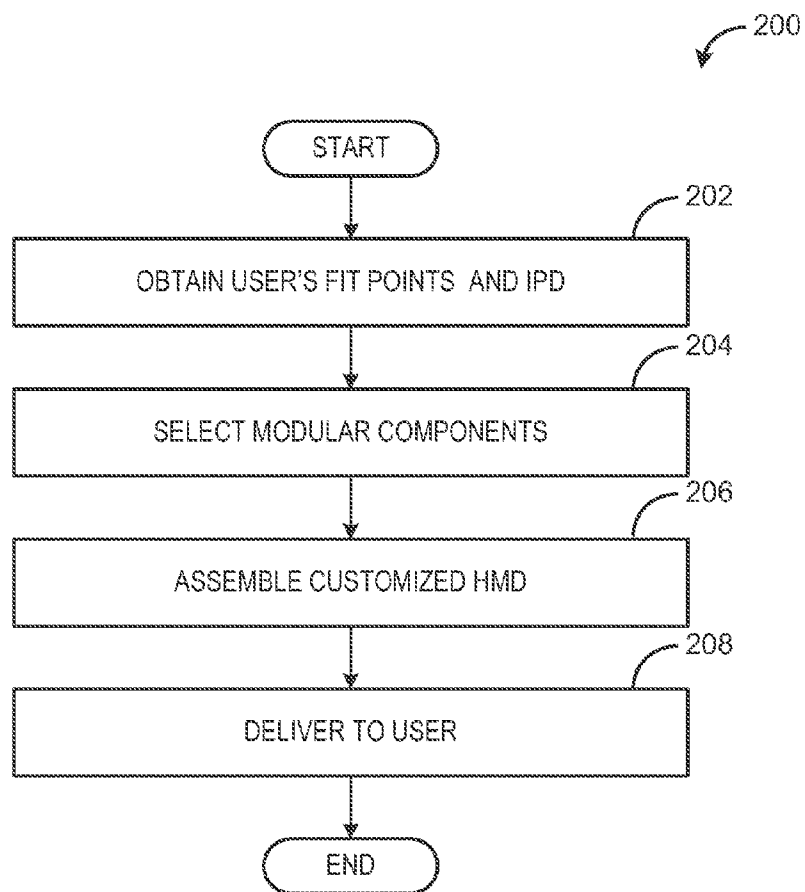 200
START
202
OBTAIN USER'S FIT POINTS AND IPD
204
SELECT MODULAR COMPONENTS
206
ASSEMBLE CUSTOMIZED HMD
208
DELIVER TO USER
END